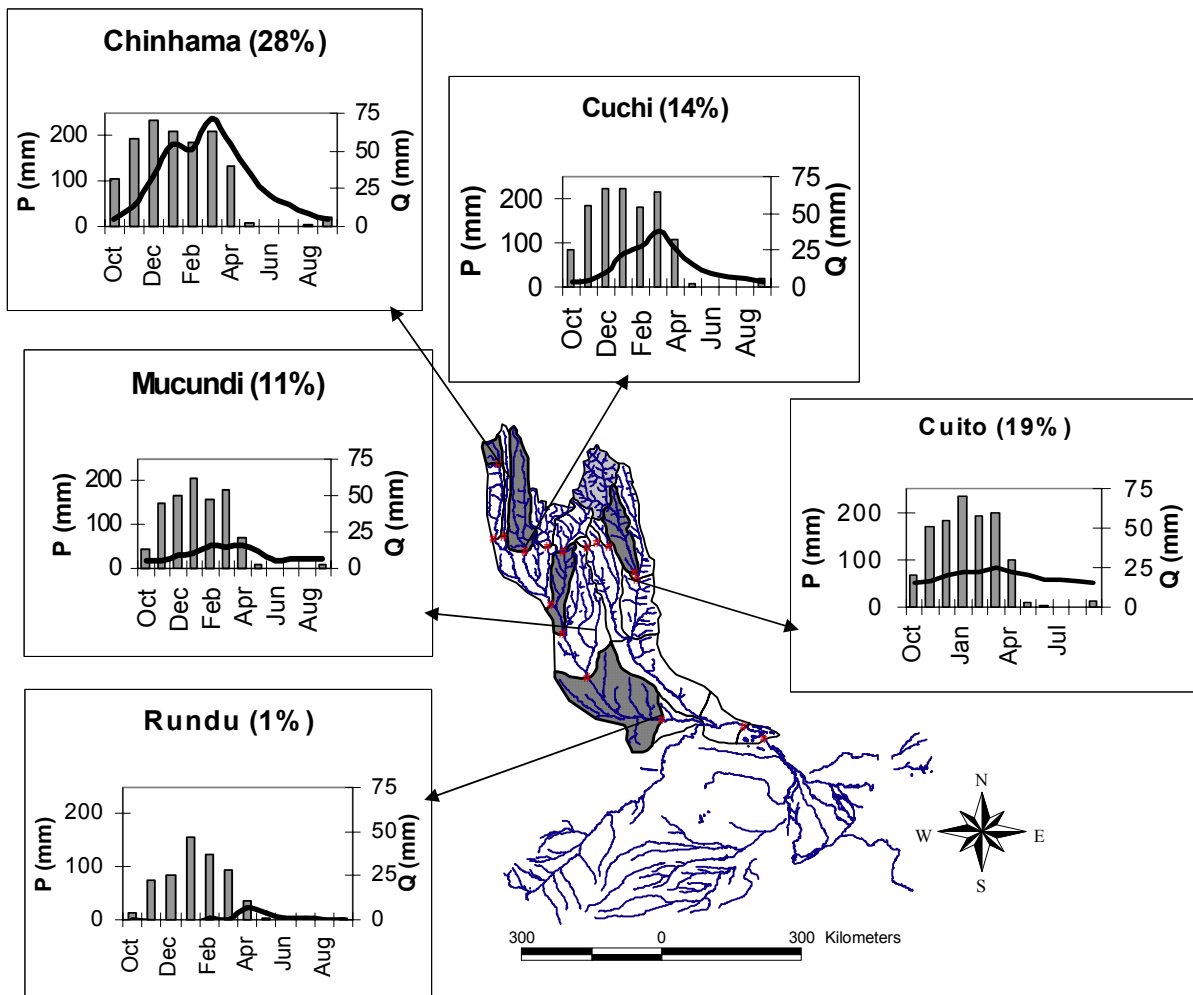 Chinhama (28%)
P (mm)
200
100
0
75
50
25
0
Q (mm)
Oct
Dec
Feb
Apr
Jun
Aug
Cuchi (14%)
P (mm)
200
100
0
75
50
25
0
Q (mm)
Oct
Dec
Feb
Apr
Jun
Aug
Mucundi (11%)
P (mm)
200
100
0
75
50
25
0
Q (mm)
Oct
Dec
Feb
Apr
Jun
Aug
Cuito (19%)
P (mm)
200
100
0
75
50
25
0
Q (mm)
Oct
Jan
Apr
Jul
Rundu (1%)
P (mm)
200
100
0
75
50
25
0
Q (mm)
Oct
Dec
Feb
Apr
Jun
Aug
N
W
E
S
300 0 300 Kilometers